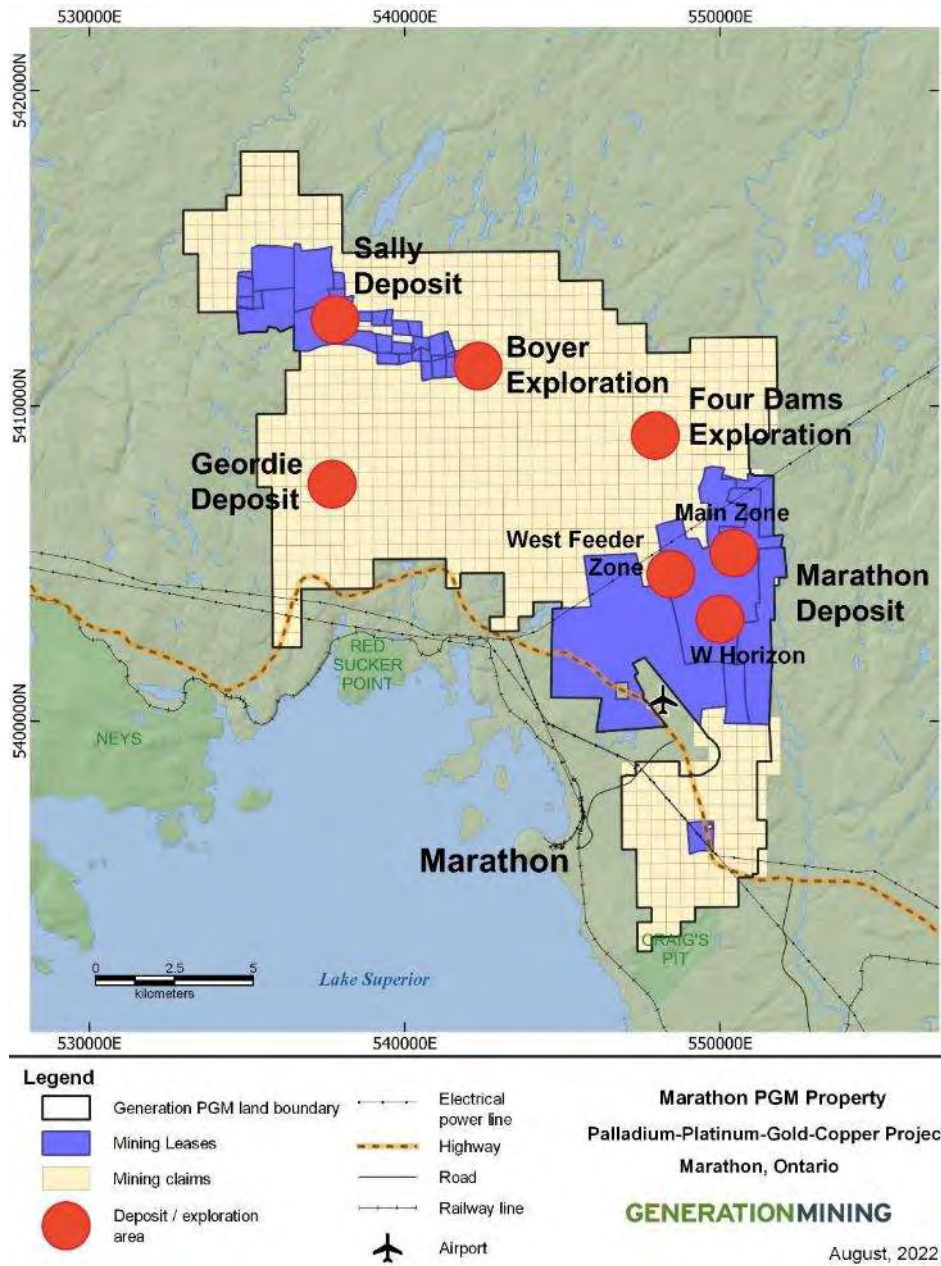 530000E
540000E
550000E
5420000N
5410000N
5400000N
Sally
Deposit
Boyer
Exploration
Four Dams
Exploration
Geordie
Deposit
Main Zone
West Feeder
Zone
Marathon
Deposit
W Horizon
RED
SUCKER
POINT
NEYS
Marathon
CRAIG'S
PIT
0 2.5 5
kilometers
Lake Superior
530000E
540000E
550000E
Legend
Generation PGM land boundary
Mining Leases
Mining claims
Deposit / exploration
area
Electrical
power line
Highway
Road
Railway line
Airport
Marathon PGM Property
Palladium-Platinum-Gold-Copper Projec
Marathon, Ontario
GENERATIONMINING
August, 2022